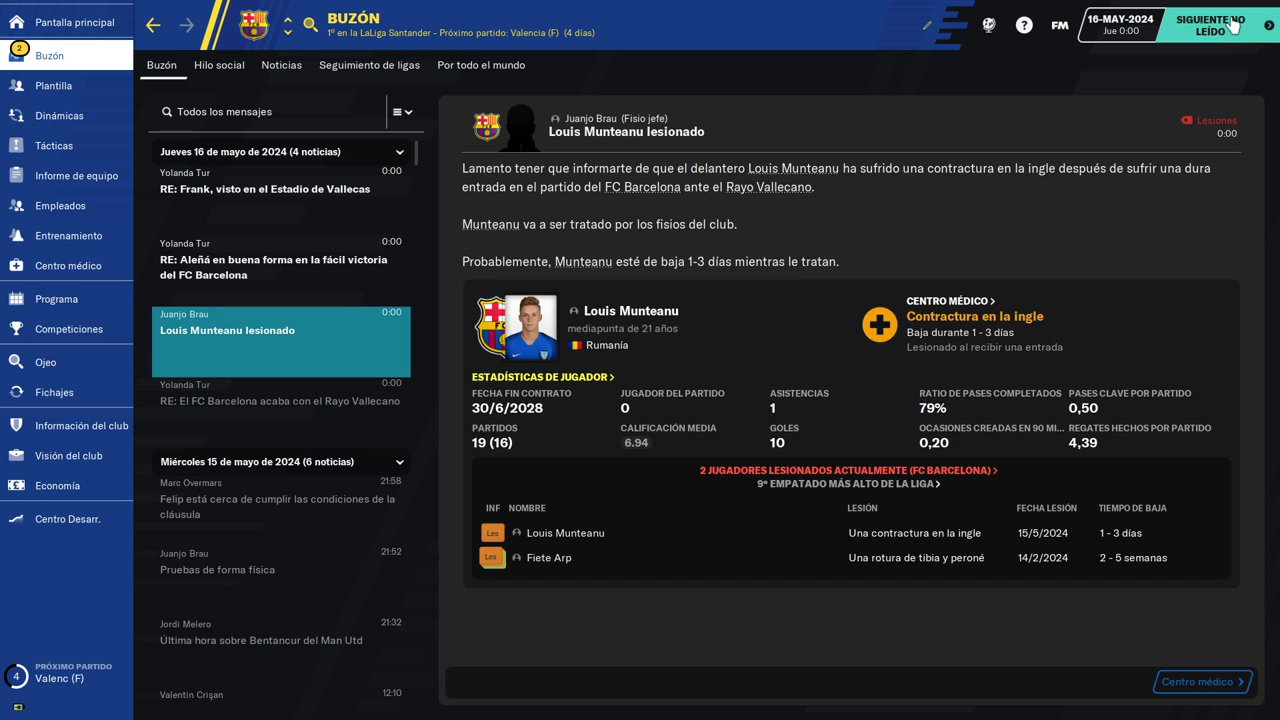 Pantalla principal
2
Buzón
Plantilla
Dinámicas
Tácticas
Informe de equipo
Empleados
Entrenamiento
Centro médico
Programa
Competiciones
Ojeo
Fichajes
Información del club
Visión del club
Economía
Centro Desarr.
PRÓXIMO PARTIDO
4
Valenc (F)
BUZÓN
1º en la LaLiga Santander - Próximo partido: Valencia (F) (4 días)
?
FM
16-MAY-2024
Jue 0:00
SIGUIENTE NO
LEÍDO
Buzón
Hilo social
Noticias
Seguimiento de ligas
Por todo el mundo
Todos los mensajes
Jueves 16 de mayo de 2024 (4 noticias)
Yolanda Tur 0:00
RE: Frank, visto en el Estadio de Vallecas
Yolanda Tur 0:00
RE: Aleñá en buena forma en la fácil victoria
del FC Barcelona
Juanjo Brau 0:00
Louis Munteanu lesionado
Yolanda Tur 0:00
RE: El FC Barcelona acaba con el Rayo Vallecano
Miércoles 15 de mayo de 2024 (6 noticias)
Marc Overmars 21:58
Felip está cerca de cumplir las condiciones de la
cláusula
Juanjo Brau 21:52
Pruebas de forma física
Jordi Melero 21:32
Última hora sobre Bentancur del Man Utd
Valentin Crişan 12:10
Juanjo Brau (Fisio jefe)
Louis Munteanu lesionado
Lesiones
0:00
Lamento tener que informarte de que el delantero Louis Munteanu ha sufrido una contractura en la ingle después de sufrir una dura
entrada en el partido del FC Barcelona ante el Rayo Vallecano.
Munteanu va a ser tratado por los fisios del club.
Probablemente, Munteanu esté de baja 1-3 días mientras le tratan.
Louis Munteanu
mediapunta de 21 años
Rumanía
CENTRO MÉDICO
Contractura en la ingle
Baja durante 1 - 3 días
Lesionado al recibir una entrada
ESTADÍSTICAS DE JUGADOR
FECHA FIN CONTRATO JUGADOR DEL PARTIDO ASISTENCIAS RATIO DE PASES COMPLETADOS PASES CLAVE POR PARTIDO
30/6/2028 0 1 79% 0,50
PARTIDOS CALIFICACIÓN MEDIA GOLES OCASIONES CREADAS EN 90 MI... REGATES HECHOS POR PARTIDO
19 (16) 6.94 10 0,20 4,39
2 JUGADORES LESIONADOS ACTUALMENTE (FC BARCELONA)
9º EMPATADO MÁS ALTO DE LA LIGA
INF NOMBRE LESIÓN FECHA LESIÓN TIEMPO DE BAJA
Les Louis Munteanu Una contractura en la ingle 15/5/2024 1 - 3 días
Les Fiete Arp Una rotura de tibia y peroné 14/2/2024 2 - 5 semanas
Centro médico